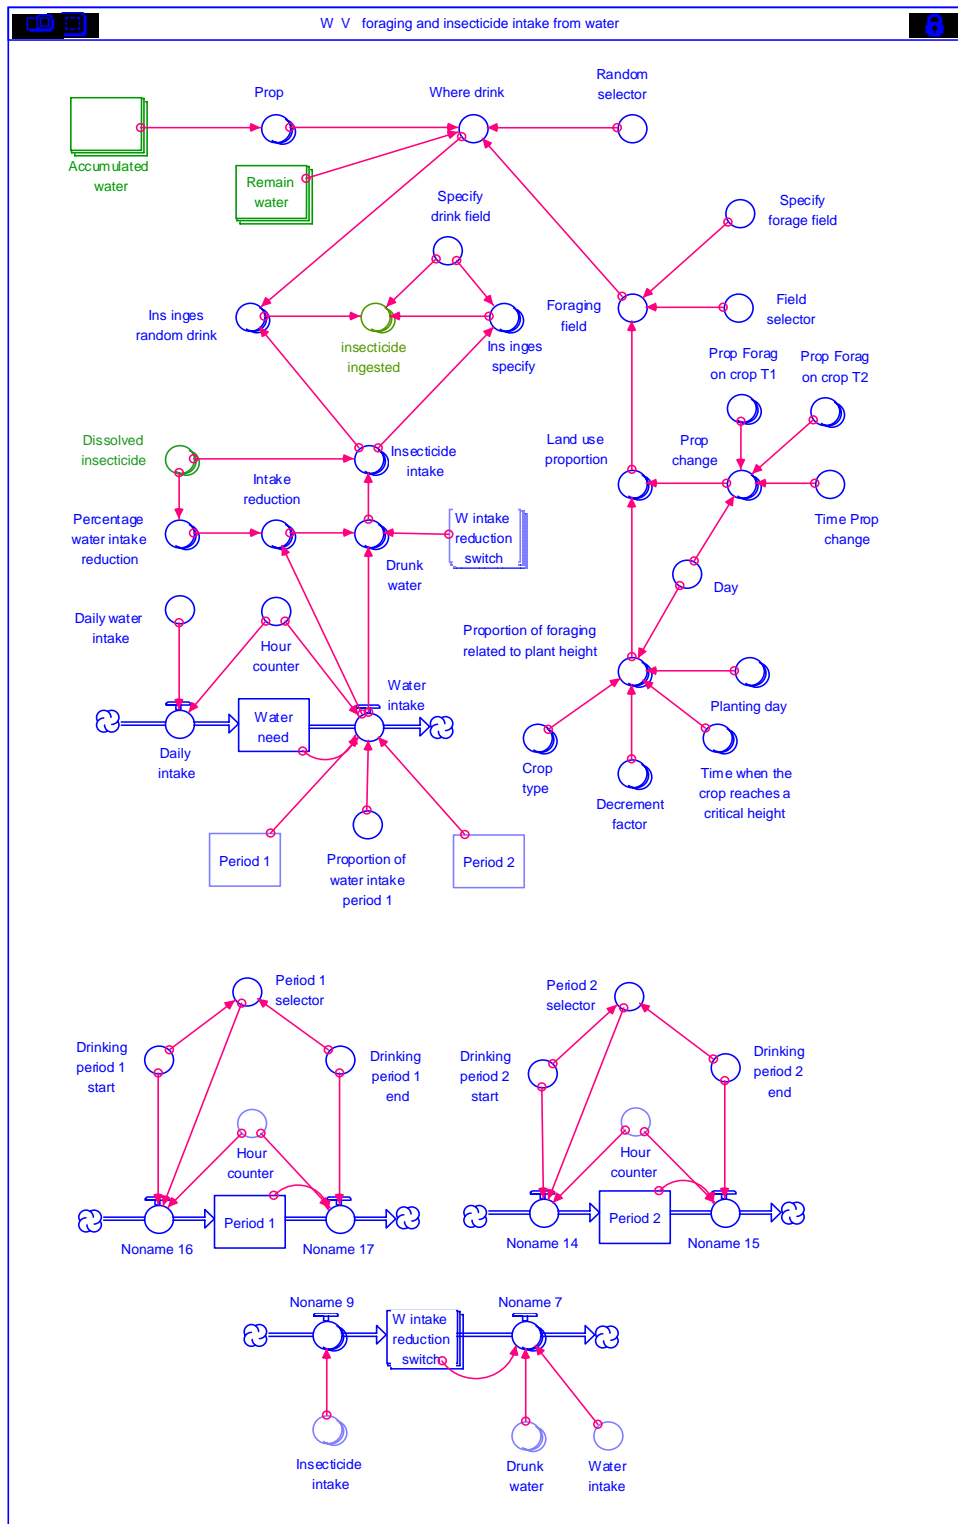 W V foraging and insecticide intake from water
Prop
Where drink
Random
selector
Accumulated
water
Remain
water
Specify
drink field
Specify
forage field
Ins inges
random drink
insecticide
ingested
Ins inges
specify
Foraging
field
Field
selector
Prop Forag
on crop T1
Prop Forag
on crop T2
Dissolved
insecticide
Intake
reduction
Insecticide
intake
Land use
proportion
Prop
change
Percentage
water intake
reduction
Drunk
water
W intake
reduction
switch
Time Prop
change
Day
Daily water
intake
Hour
counter
Proportion of foraging
related to plant height
Water
intake
Water
need
Daily
intake
Planting day
Crop
type
Decrement
factor
Time when the
crop reaches a
critical height
Period 1
Proportion of
water intake
period 1
Period 2
Period 1
selector
Period 2
selector
Drinking
period 1
start
Drinking
period 1
end
Drinking
period 2
start
Drinking
period 2
end
Hour
counter
Hour
counter
Period 1
Period 2
Noname 16
Noname 17
Noname 14
Noname 15
Noname 9
Noname 7
W intake
reduction
switch
Insecticide
intake
Drunk
water
Water
intake